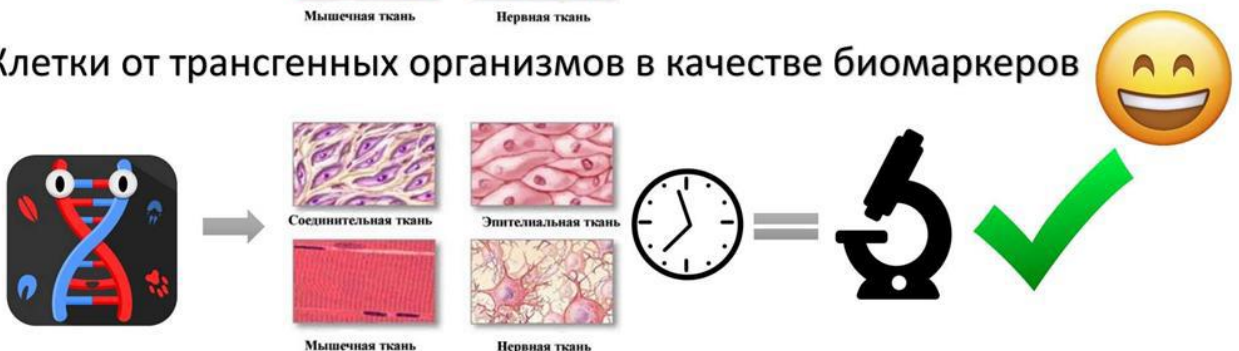 Мышечная ткань Нервная ткань
Клетки от трансгенных организмов в качестве биомаркеров
Соединительная ткань Эпителиальная ткань
Мышечная ткань Нервная ткань